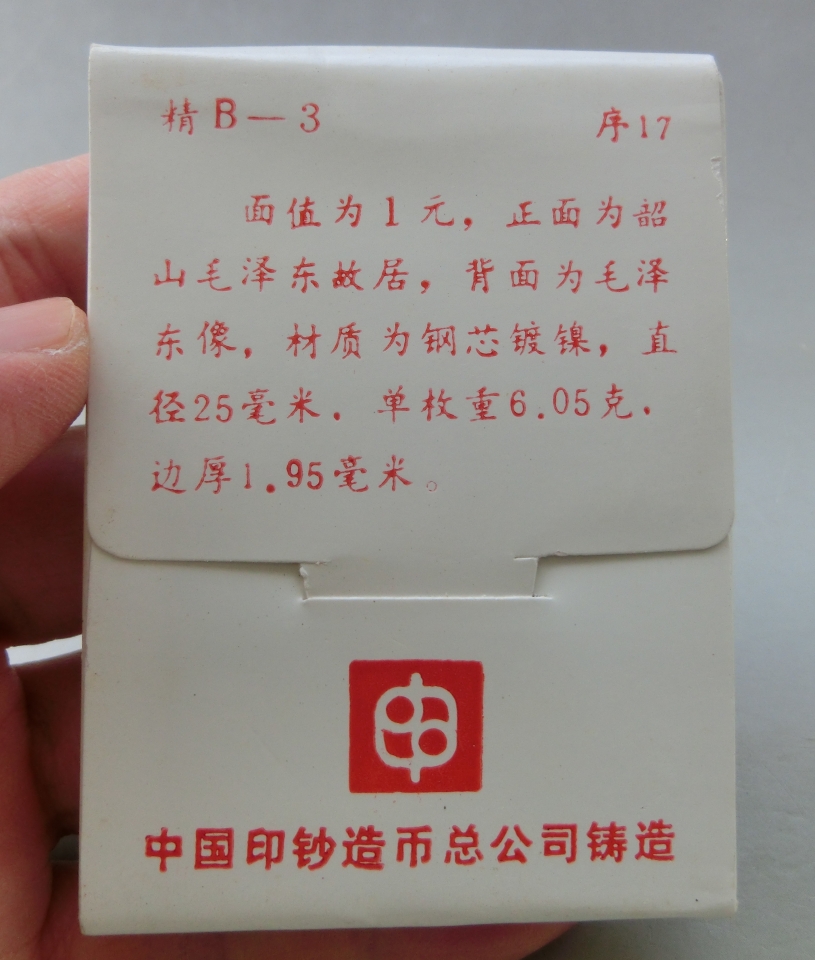 精B—3 序17
面值为1元，正面为韶
山毛泽东故居，背面为毛泽
东像，材质为钢芯镀镍，直
径25毫米．单枚重6.05克．
边厚1.95毫米。
中国印钞造币总公司铸造